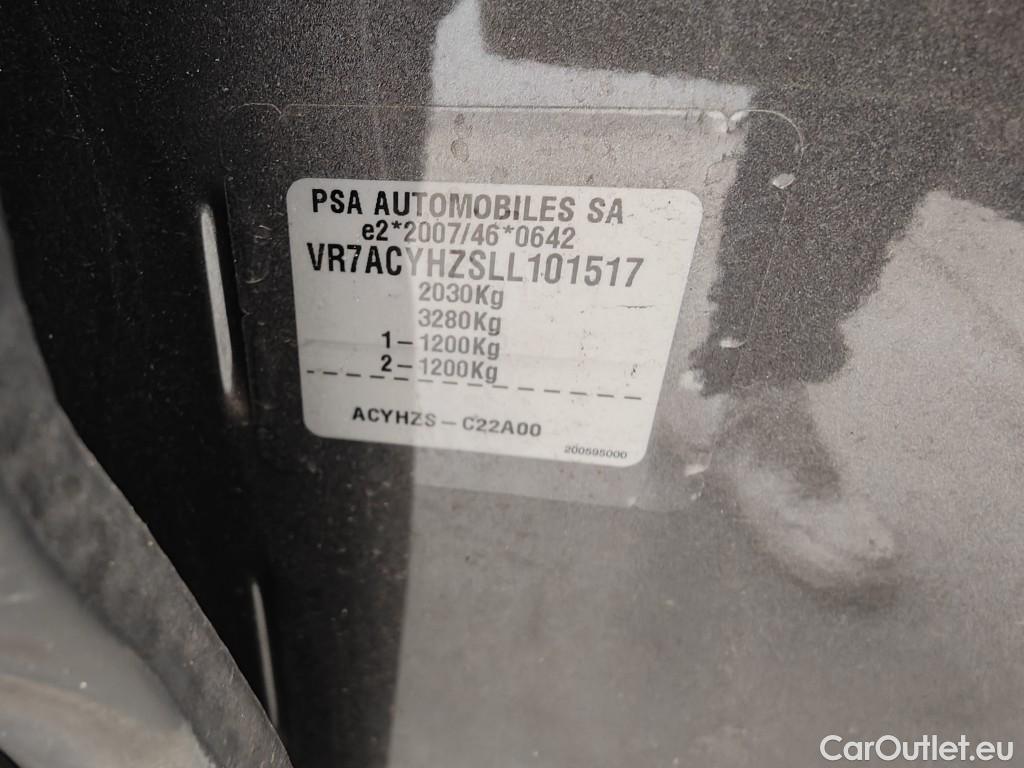 PSA AUTOMOBILES SA
e2*2007/46*0642
VR7ACYHZSLL101517
2030Kg
3280Kg
1-1200Kg
2-1200Kg
ACYHZS-C22A00
200595000
CarOutlet.eu